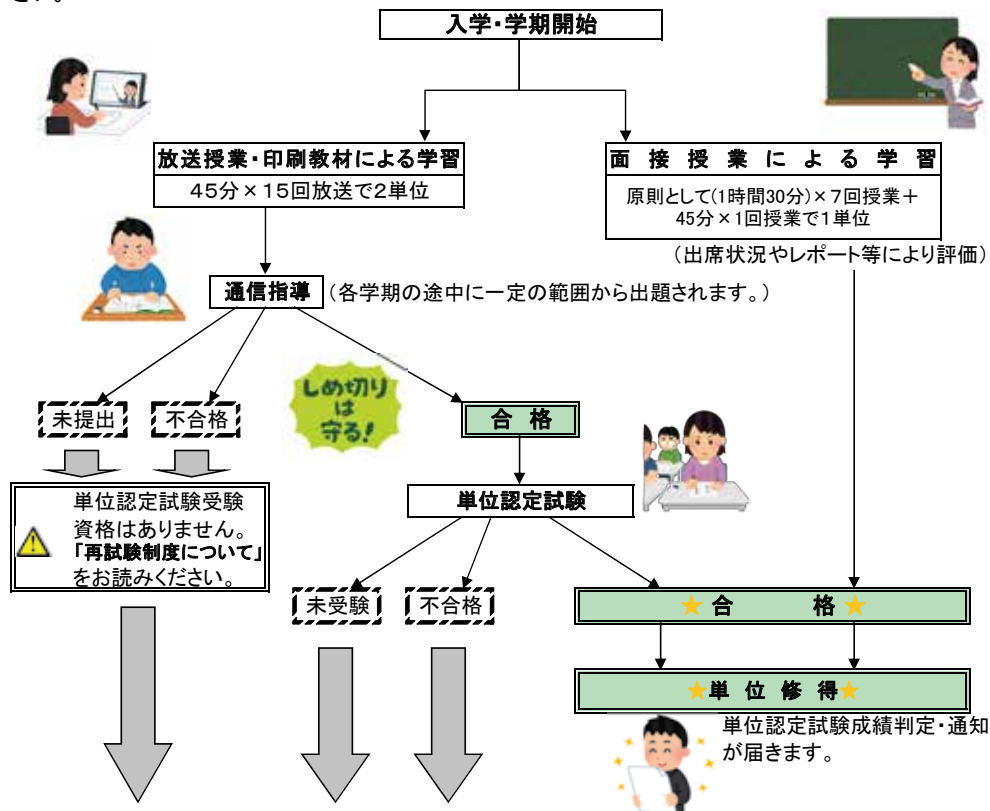 さい。
入学・学期開始
放送授業・印刷教材による学習
45分×15回放送で2単位
面接授業による学習
原則として(1時間30分)×7回授業＋
45分×1回授業で1単位
(出席状況やレポート等により評価)
通信指導
(各学期の途中に一定の範囲から出題されます。)
しめ切り
は
守る!
未提出
不合格
合格
単位認定試験受験
資格はありません。
「再試験制度について」
をお読みください。
単位認定試験
未受験
不合格
★合格★
★単位修得★
単位認定試験成績判定・通知
が届きます。